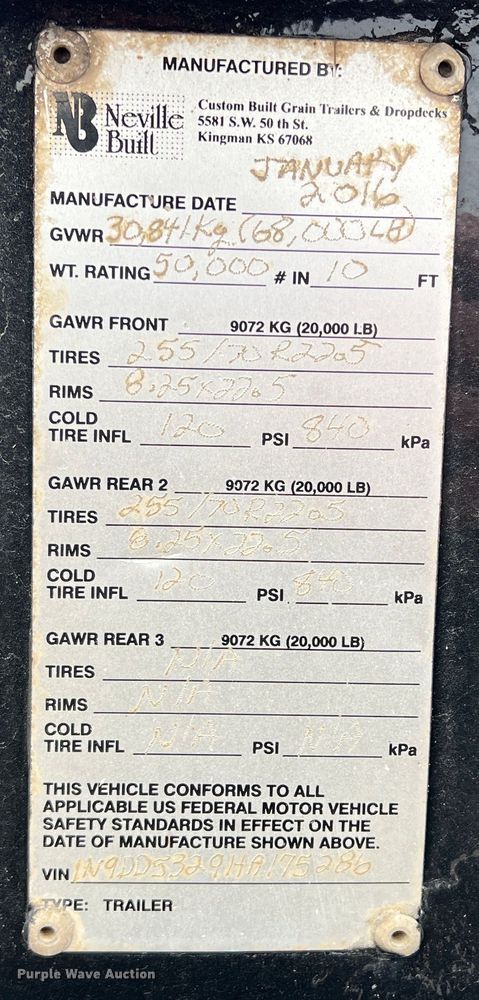 MANUFACTURED BY:
NB Neville Built
Custom Built Grain Trailers & Dropdecks
5581 S.W. 50 th St.
Kingman KS 67068
JANUARY
MANUFACTURE DATE 2016
GVWR 30,841 Kg (68,000 LB)
WT. RATING 50,000 # IN 10 FT
GAWR FRONT 9072 KG (20,000 LB)
TIRES 255/70R22.5
RIMS 8.25X22.5
COLD
TIRE INFL 120 PSI 840 kPa
GAWR REAR 2 9072 KG (20,000 LB)
TIRES 255/70R22.5
RIMS 8.25X22.5
COLD
TIRE INFL 120 PSI 840 kPa
GAWR REAR 3 9072 KG (20,000 LB)
TIRES N/A
RIMS N/A
COLD
TIRE INFL N/A PSI N/A kPa
THIS VEHICLE CONFORMS TO ALL
APPLICABLE US FEDERAL MOTOR VEHICLE
SAFETY STANDARDS IN EFFECT ON THE
DATE OF MANUFACTURE SHOWN ABOVE.
VIN 1N9DD5329HA175286
TYPE: TRAILER
Purple Wave Auction